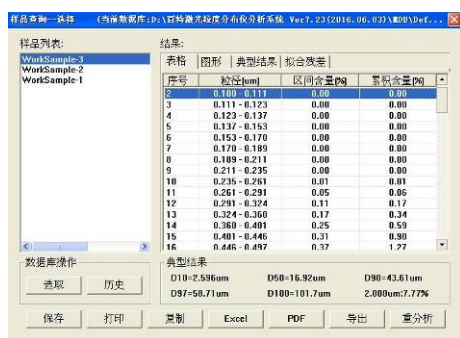 样品查询--选择 (当前数据库:D:\百特激光粒度分布仪分析系统 Ver7.23(2016.06.03)\MDB\Def...
样品列表:
WorkSample-3
WorkSample-2
WorkSample-1
结果:
表格 图形 典型结果 拟合残差
序号 粒径(um) 区间含量(%) 累积含量(%)
2 0.100 - 0.111 0.00 0.00
3 0.111 - 0.123 0.00 0.00
4 0.123 - 0.137 0.00 0.00
5 0.137 - 0.153 0.00 0.00
6 0.153 - 0.170 0.00 0.00
7 0.170 - 0.189 0.00 0.00
8 0.189 - 0.211 0.00 0.00
9 0.211 - 0.235 0.00 0.00
10 0.235 - 0.261 0.01 0.01
11 0.261 - 0.291 0.05 0.06
12 0.291 - 0.324 0.11 0.17
13 0.324 - 0.360 0.17 0.34
14 0.360 - 0.401 0.25 0.59
15 0.401 - 0.446 0.31 0.90
16 0.446 - 0.497 0.37 1.27
数据库操作
选取 历史
典型结果
D10=2.596um D50=16.92um D90=43.61um
D97=58.71um D100=101.7um 2.000um:7.77%
保存 打印 复制 Excel PDF 导出 重分析